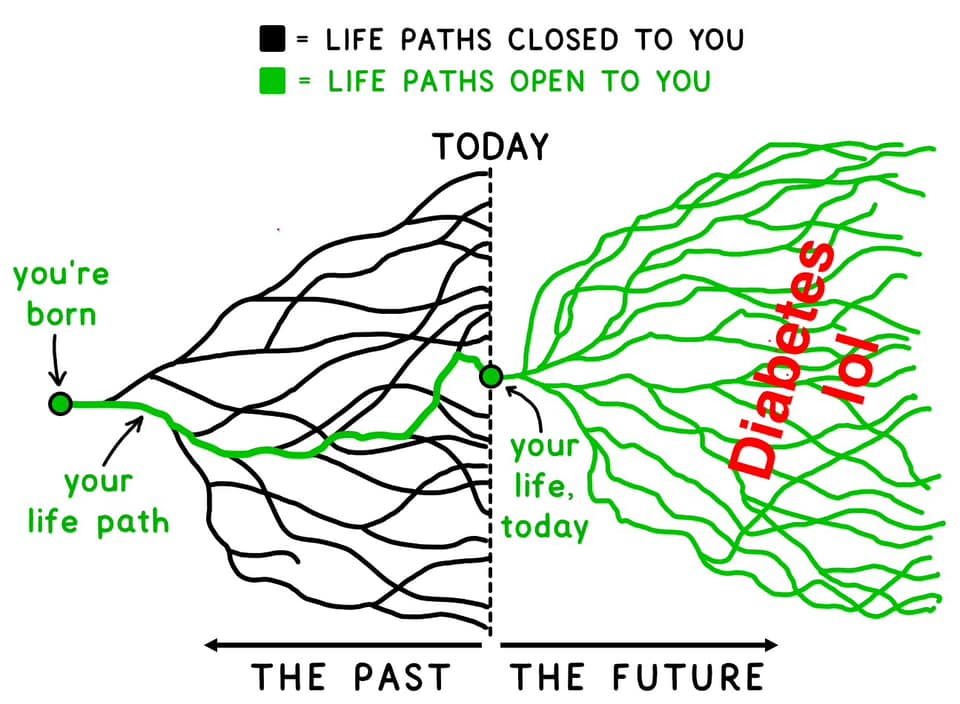 = LIFE PATHS CLOSED TO YOU
= LIFE PATHS OPEN TO YOU
TODAY
you're
born
your
life path
your
life,
today
Diabetes
lol
THE PAST
THE FUTURE